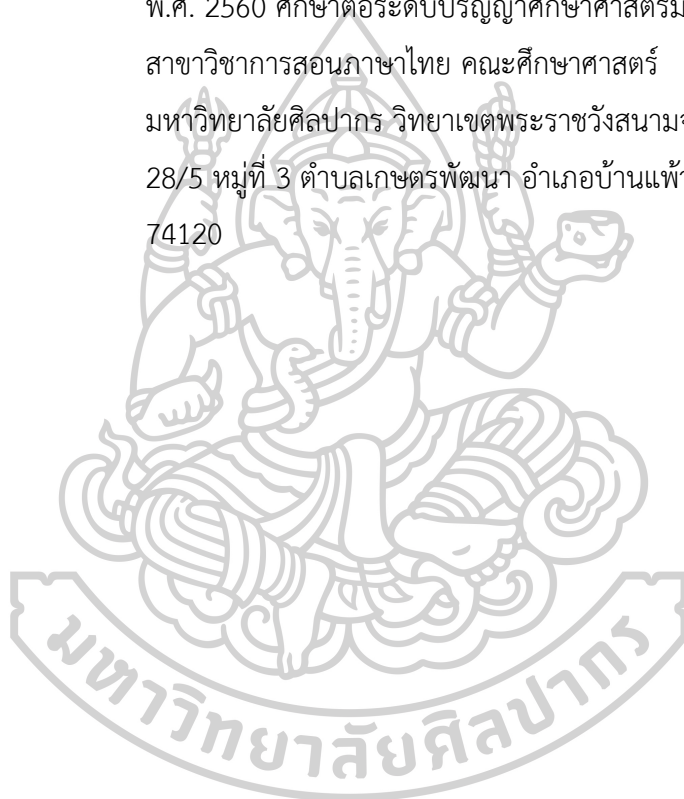 พ.ศ. 2560 ศึกษาต่อระดับปริญญาศึกษาศาสตรม
สาขาวิชาการสอนภาษาไทย คณะศึกษาศาสตร์
มหาวิทยาลัยศิลปากร วิทยาเขตพระราชวังสนามจ
28/5 หมู่ที่ 3 ตำบลเกษตรพัฒนา อำเภอบ้านแพ้ว
74120
มหาวิทยาลัยศิลปากร